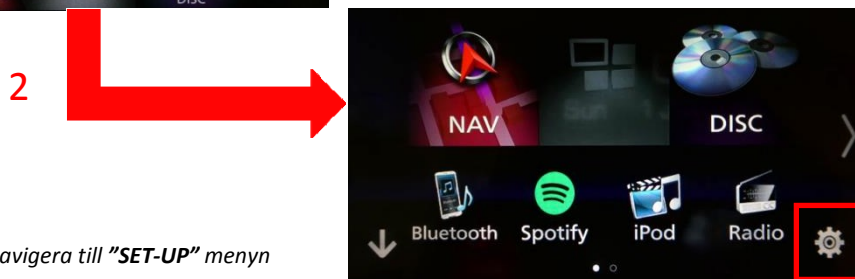 DISC
2
NAV
DISC
Bluetooth
Spotify
iPod
Radio
avigera till "SET-UP" menyn